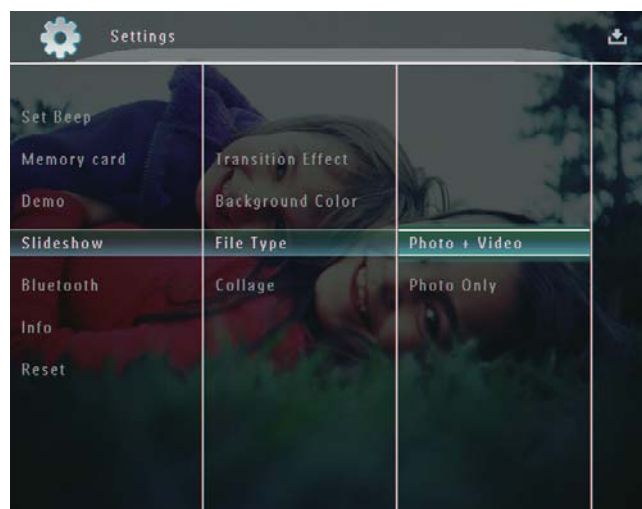 Settings
Set Beep
Memory card
Demo
Slideshow
Bluetooth
Info
Reset
Transition Effect
Background Color
File Type
Collage
Photo + Video
Photo Only